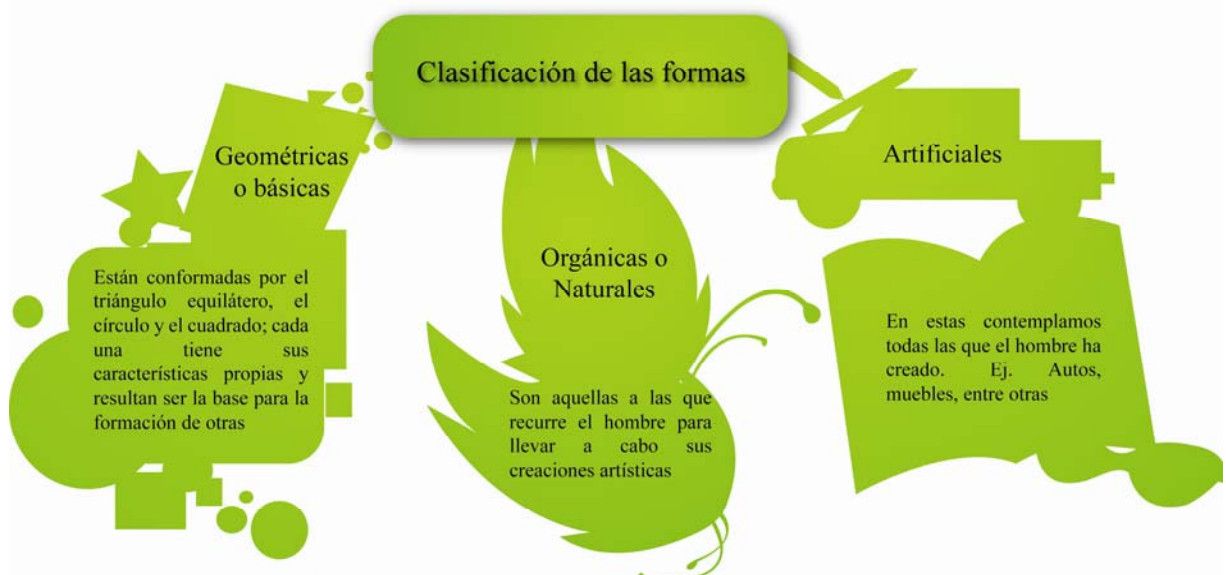 Clasificación de las formas
Geométricas
o básicas
Están conformadas por el
triángulo equilátero, el
círculo y el cuadrado; cada
una tiene sus
características propias y
resultan ser la base para la
formación de otras
Orgánicas o
Naturales
Son aquellas a las que
recurre el hombre para
llevar a cabo sus
creaciones artísticas
Artificiales
En estas contemplamos
todas las que el hombre ha
creado. Ej. Autos,
muebles, entre otras